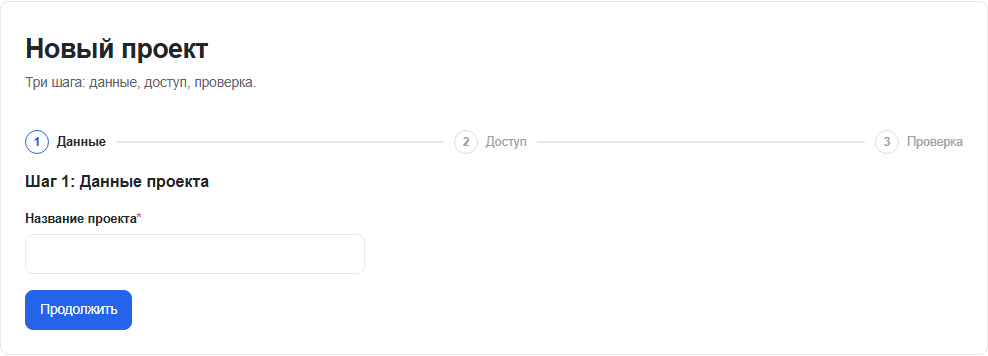 Новый проект
Три шага: данные, доступ, проверка.
1 Данные 2 Доступ 3 Проверка
Шаг 1: Данные проекта
Название проекта*
Продолжить